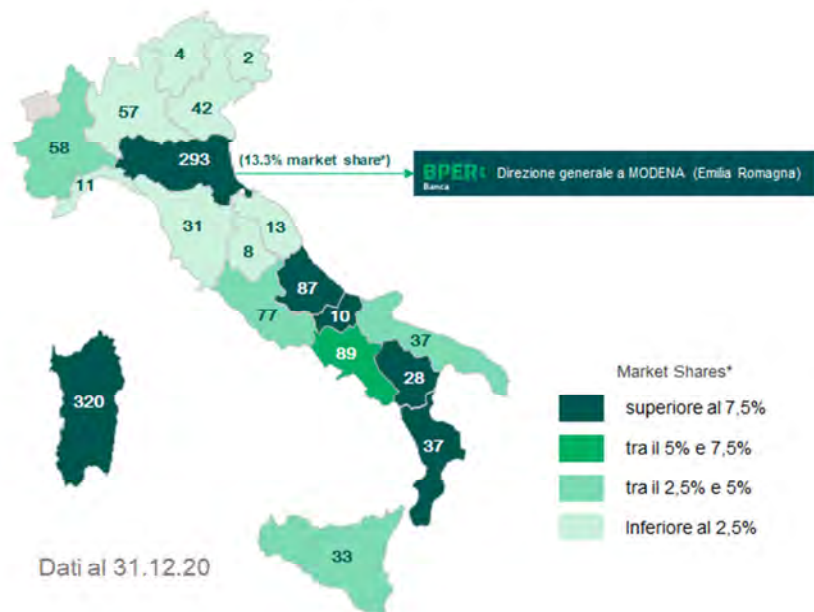 4
2
57
42
58
293
(13.3% market share*)
BPER:
Banca
Direzione generale a MODENA (Emilia Romagna)
11
31
13
8
87
10
77
37
89
28
320
37
33
Market Shares*
superiore al 7,5%
tra il 5% e 7,5%
tra il 2,5% e 5%
Inferiore al 2,5%
Dati al 31.12.20